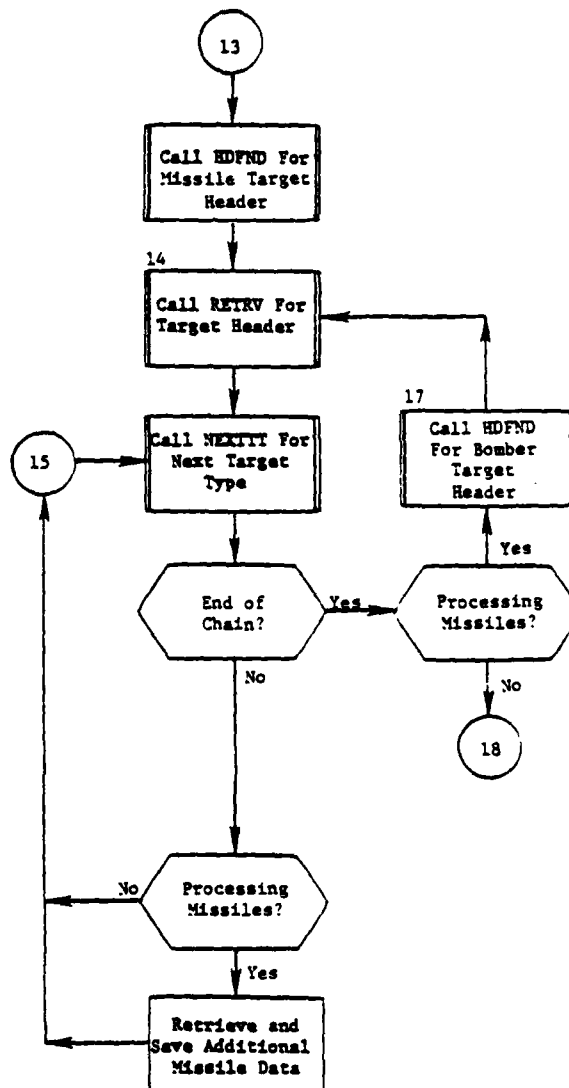 13
Call HDFND For
Missile Target
Header
14
Call RETRV For
Target Header
15
Call NEXTTT For
Next Target
Type
17
Call HDFND
For Bomber
Target
Header
Yes
End of
Chain?
Yes
Processing
Missiles?
No
No
18
No
Processing
Missiles?
Yes
Retrieve and
Save Additional
Missile Data